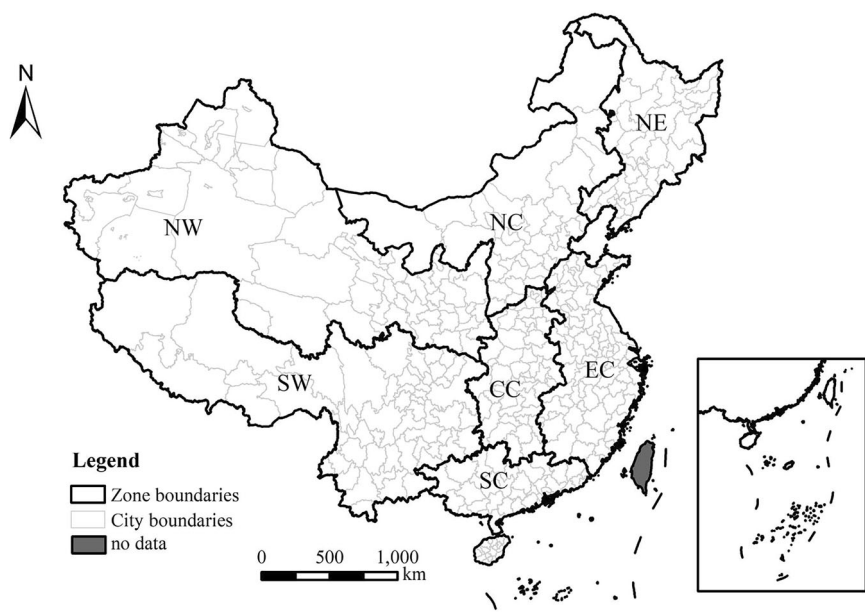 N
NE
NW
NC
SW
CC
EC
SC
Legend
Zone boundaries
City boundaries
no data
0 500 1,000
km